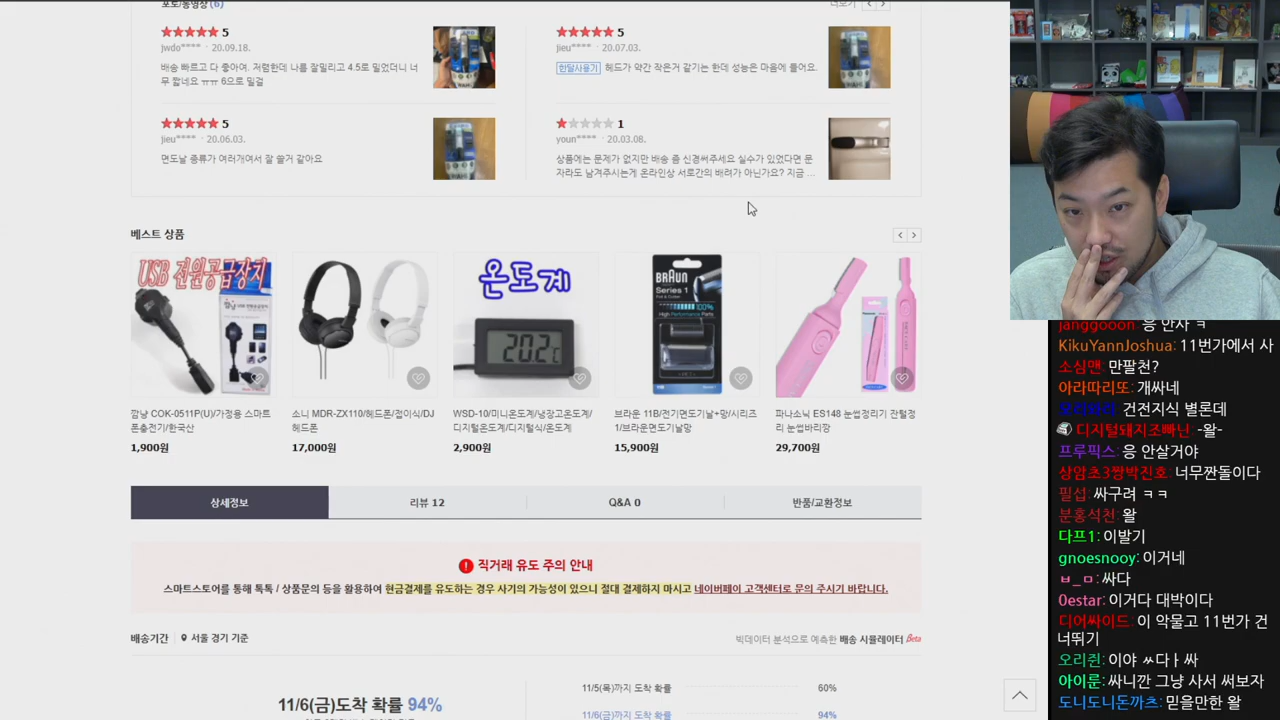 포토/동영상 (6)
더보기
★★★★★ 5
jwdo**** · 20.09.18.
배송 빠르고 다 좋아여. 저렴한데 나름 잘밀리고 4.5로 밀었더니 너
무 짧네요 ㅠㅠ 6으로 밀걸
★★★★★ 5
jieu**** · 20.07.03.
한달사용기 헤드가 약간 작은거 같기는 한데 성능은 마음에 들어요.
★★★★★ 5
jieu**** · 20.06.03.
면도날 종류가 여러개여서 잘 쓸거 같아요
★☆☆☆☆ 1
youn**** · 20.03.08.
상품에는 문제가 없지만 배송 좀 신경써주세요 실수가 있었다면 문
자라도 남겨주시는게 온라인상 서로간의 배려가 아닌가요? 지금 ...
베스트 상품
USB 전원공급장치
온도계
20.2℃
BRAUN
Series 1
100%
High Performance Parts
깜냥 COK-0511P(U)/가정용 스마트
폰충전기/한국산
1,900원
소니 MDR-ZX110/헤드폰/접이식/DJ
헤드폰
17,000원
WSD-10/미니온도계/냉장고온도계/
디지털온도계/디지털식/온도계
2,900원
브라운 11B/전기면도기날+망/시리즈
1/브라운면도기날망
15,900원
파나소닉 ES148 눈썹정리기 잔털정
리 눈썹바리깡
29,700원
상세정보
리뷰 12
Q&A 0
반품/교환정보
직거래 유도 주의 안내
스마트스토어를 통해 톡톡 / 상품문의 등을 활용하여 현금결제를 유도하는 경우 사기의 가능성이 있으니 절대 결제하지 마시고 네이버페이 고객센터로 문의 주시기 바랍니다.
배송기간
서울 경기 기준
빅데이터 분석으로 예측한 배송 시뮬레이터 Beta
11/6(금)도착 확률 94%
11/5(목)까지 도착 확률 60%
11/6(금)까지 도착 확률 94%
janggooon: 응 안사 ㅋ
KikuYannJoshua: 11번가에서 사
소심맨: 만팔천?
아라따리또: 개싸네
건전지식 별론데
디지털돼지조빠닌: -왈-
프루픽스: 응 안살거야
상암초3짱박진호: 너무짠돌이다
필섭: 싸구려 ㅋㅋ
분홍석천: 왈
다프1: 이발기
gnoesnooy: 이거네
ㅂ_ㅁ: 싸다
0estar: 이거다 대박이다
디어싸이드: 이 악물고 11번가 건
너뛰기
오리쥔: 이야 ㅆ다ㅏ싸
아이룬: 싸니깐 그냥 사서 써보자
도니도니돈까츠: 믿을만한 왈